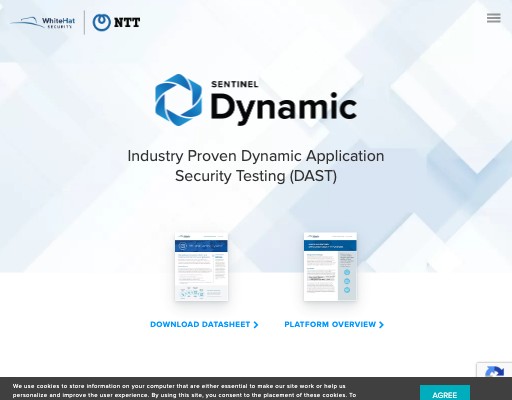 WhiteHat
SECURITY
NTT
SENTINEL
Dynamic
Industry Proven Dynamic Application
Security Testing (DAST)
DOWNLOAD DATASHEET
PLATFORM OVERVIEW
We use cookies to store information on your computer that are either essential to make our site work or help us
personalize and improve the user experience. By using this site, you consent to the placement of these cookies. To
AGREE